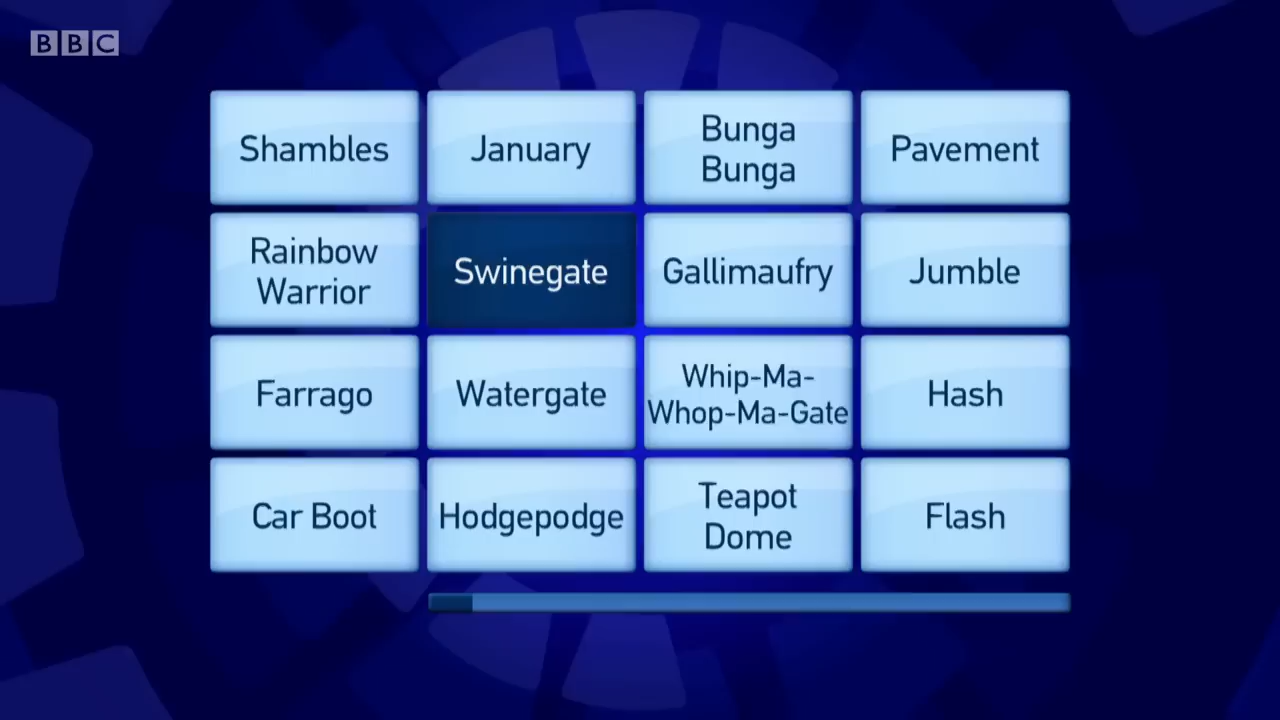 BBC
Shambles
January
Bunga
Bunga
Pavement
Rainbow
Warrior
Swinegate
Gallimaufry
Jumble
Farrago
Watergate
Whip-Ma-
Whop-Ma-Gate
Hash
Car Boot
Hodgepodge
Teapot
Dome
Flash